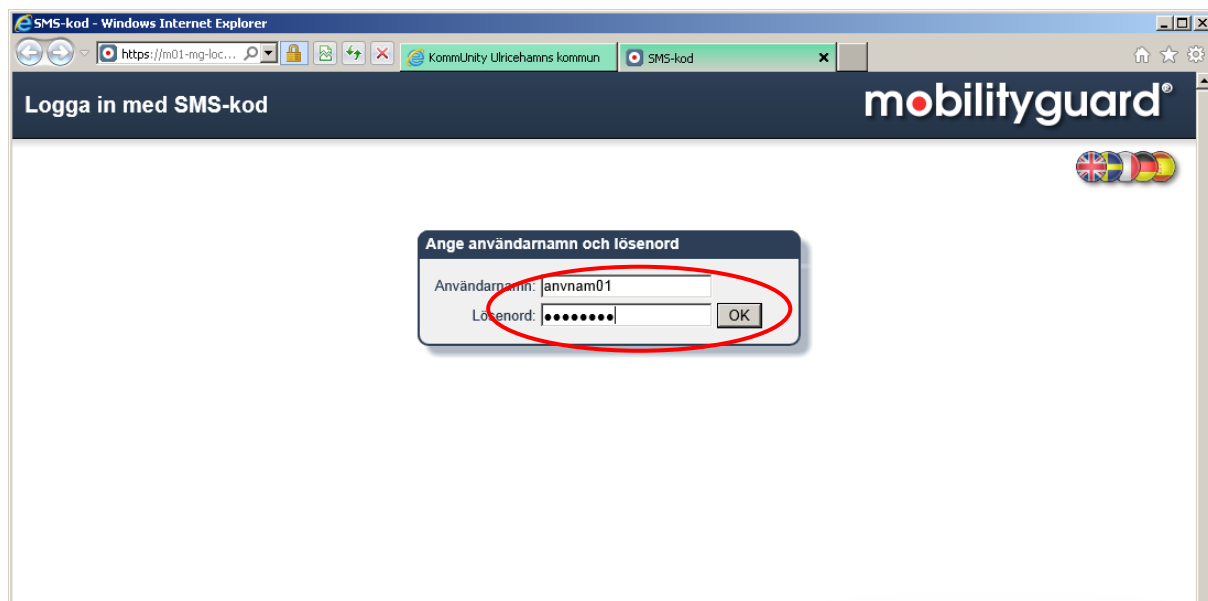 SMS-kod - Windows Internet Explorer
https://m01-mg-loc...
KommUnity Ulricehamns kommun
SMS-kod
Logga in med SMS-kod
mobilityguard®
Ange användarnamn och lösenord
Användarnamn: anvnam01
Lösenord: ●●●●●●●● OK